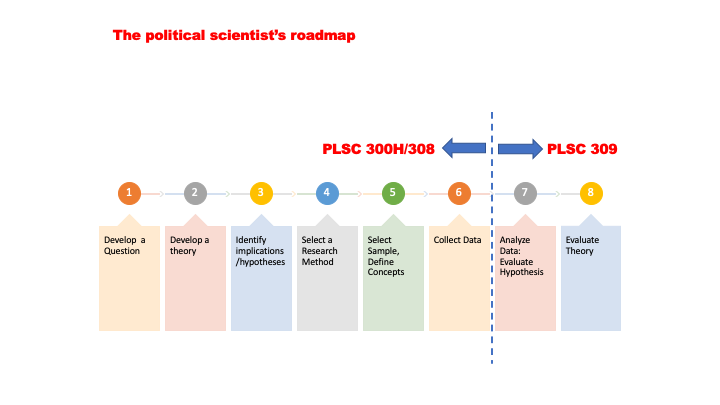 The political scientist's roadmap
PLSC 300H/308
PLSC 309
1
2
3
4
5
6
7
8
Develop a
Question
Develop a
theory
Identify
implications
/hypotheses
Select a
Research
Method
Select
Sample,
Define
Concepts
Collect Data
Analyze
Data:
Evaluate
Hypothesis
Evaluate
Theory